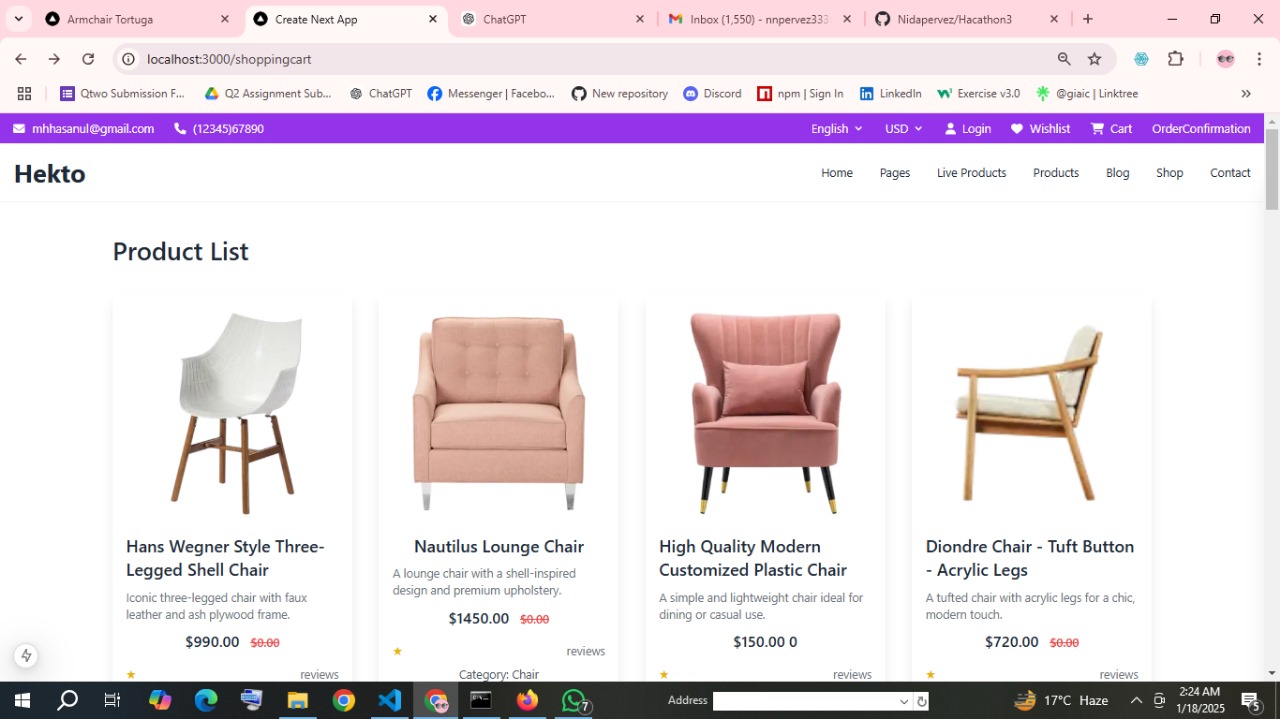 Armchair Tortuga
Create Next App
ChatGPT
Inbox (1,550) - nnpervez333
Nidapervez/Hacathon3
localhost:3000/shoppingcart
Qtwo Submission F...
Q2 Assignment Sub...
ChatGPT
Messenger | Facebo...
New repository
Discord
npm | Sign In
LinkedIn
Exercise v3.0
@giaic | Linktree
mhhasanul@gmail.com
(12345)67890
English
USD
Login
Wishlist
Cart
OrderConfirmation
Hekto
Home
Pages
Live Products
Products
Blog
Shop
Contact
Product List
Hans Wegner Style Three-
Legged Shell Chair
Iconic three-legged chair with faux
leather and ash plywood frame.
$990.00 $0.00
★ reviews
Nautilus Lounge Chair
A lounge chair with a shell-inspired
design and premium upholstery.
$1450.00 $0.00
★ reviews
Category: Chair
High Quality Modern
Customized Plastic Chair
A simple and lightweight chair ideal for
dining or casual use.
$150.00 0
★ reviews
Diondre Chair - Tuft Button
- Acrylic Legs
A tufted chair with acrylic legs for a chic,
modern touch.
$720.00 $0.00
★ reviews
7
Address
17°C Haze
2:24 AM
1/18/2025
5